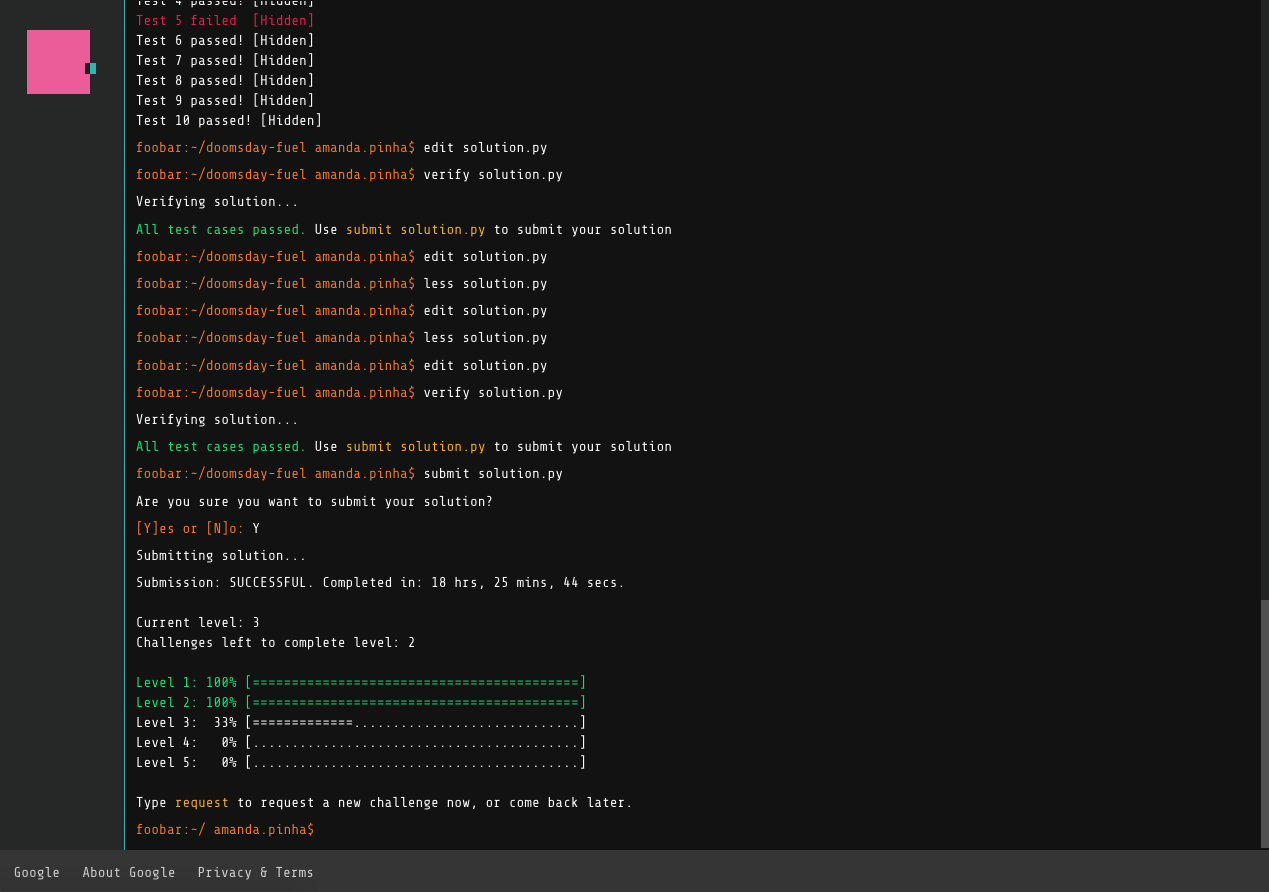 Test 4 passed! [Hidden]
Test 5 failed  [Hidden]
Test 6 passed! [Hidden]
Test 7 passed! [Hidden]
Test 8 passed! [Hidden]
Test 9 passed! [Hidden]
Test 10 passed! [Hidden]
foobar:~/doomsday-fuel amanda.pinha$ edit solution.py
foobar:~/doomsday-fuel amanda.pinha$ verify solution.py
Verifying solution...
All test cases passed. Use submit solution.py to submit your solution
foobar:~/doomsday-fuel amanda.pinha$ edit solution.py
foobar:~/doomsday-fuel amanda.pinha$ less solution.py
foobar:~/doomsday-fuel amanda.pinha$ edit solution.py
foobar:~/doomsday-fuel amanda.pinha$ less solution.py
foobar:~/doomsday-fuel amanda.pinha$ edit solution.py
foobar:~/doomsday-fuel amanda.pinha$ verify solution.py
Verifying solution...
All test cases passed. Use submit solution.py to submit your solution
foobar:~/doomsday-fuel amanda.pinha$ submit solution.py
Are you sure you want to submit your solution?
[Y]es or [N]o: Y
Submitting solution...
Submission: SUCCESSFUL. Completed in: 18 hrs, 25 mins, 44 secs.
Current level: 3
Challenges left to complete level: 2
Level 1: 100% [==========================================]
Level 2: 100% [==========================================]
Level 3:  33% [=============.............................]
Level 4:   0% [..........................................]
Level 5:   0% [..........................................]
Type request to request a new challenge now, or come back later.
foobar:~/ amanda.pinha$
Google About Google Privacy & Terms